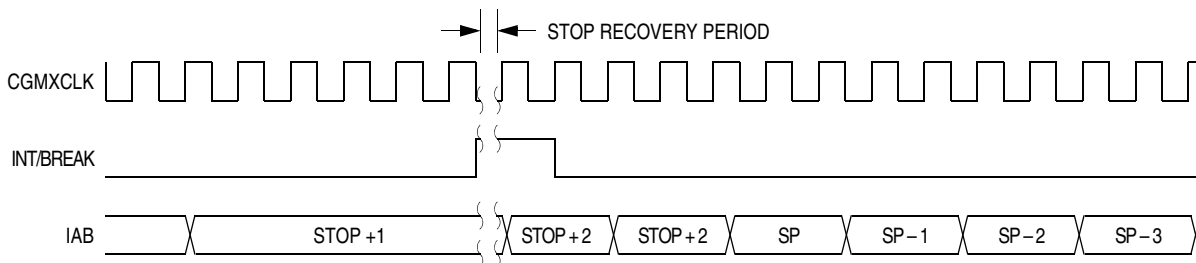 STOP RECOVERY PERIOD
CGMXCLK
INT/BREAK
IAB STOP +1 STOP + 2 STOP + 2 SP SP – 1 SP – 2 SP – 3